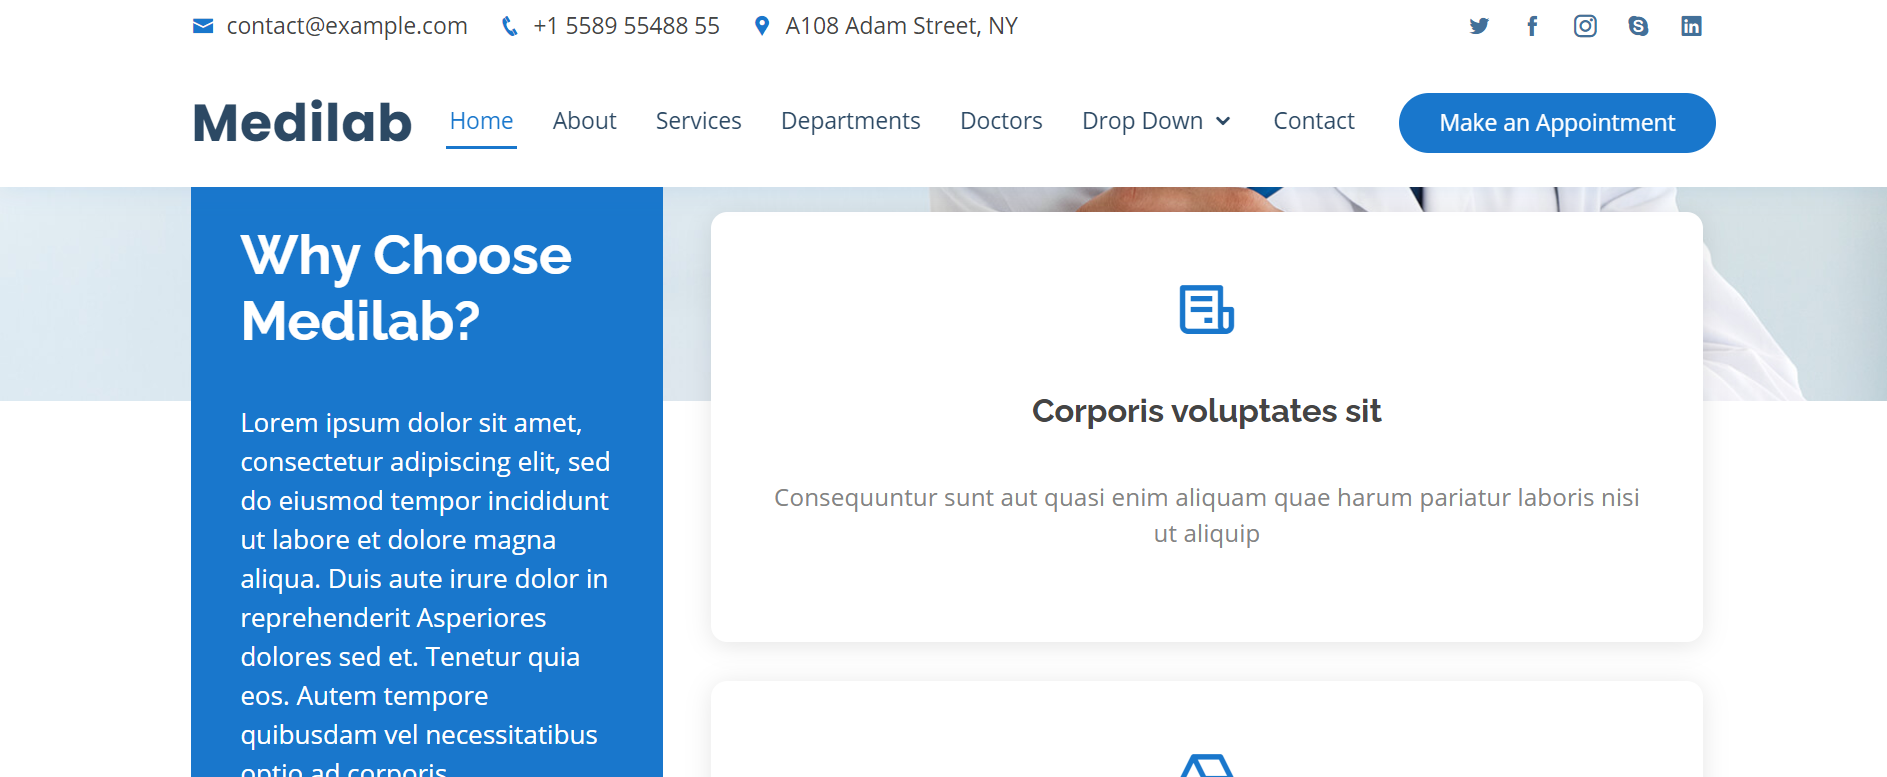 contact@example.com +1 5589 55488 55 A108 Adam Street, NY
Medilab Home About Services Departments Doctors Drop Down Contact Make an Appointment
Why Choose
Medilab?
Lorem ipsum dolor sit amet,
consectetur adipiscing elit, sed
do eiusmod tempor incididunt
ut labore et dolore magna
aliqua. Duis aute irure dolor in
reprehenderit Asperiores
dolores sed et. Tenetur quia
eos. Autem tempore
quibusdam vel necessitatibus
optio ad corporis.
Corporis voluptates sit
Consequuntur sunt aut quasi enim aliquam quae harum pariatur laboris nisi
ut aliquip